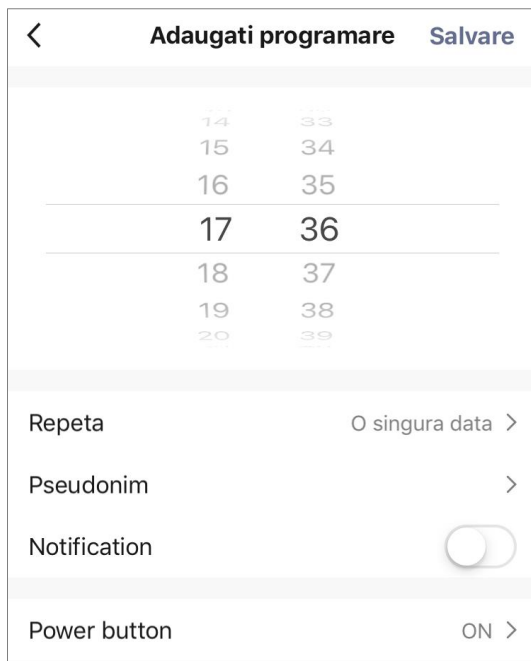 Adaugati programare Salvare
14 33
15 34
16 35
17 36
18 37
19 38
20 39
Repeta O singura data
Pseudonim
Notification
Power button ON